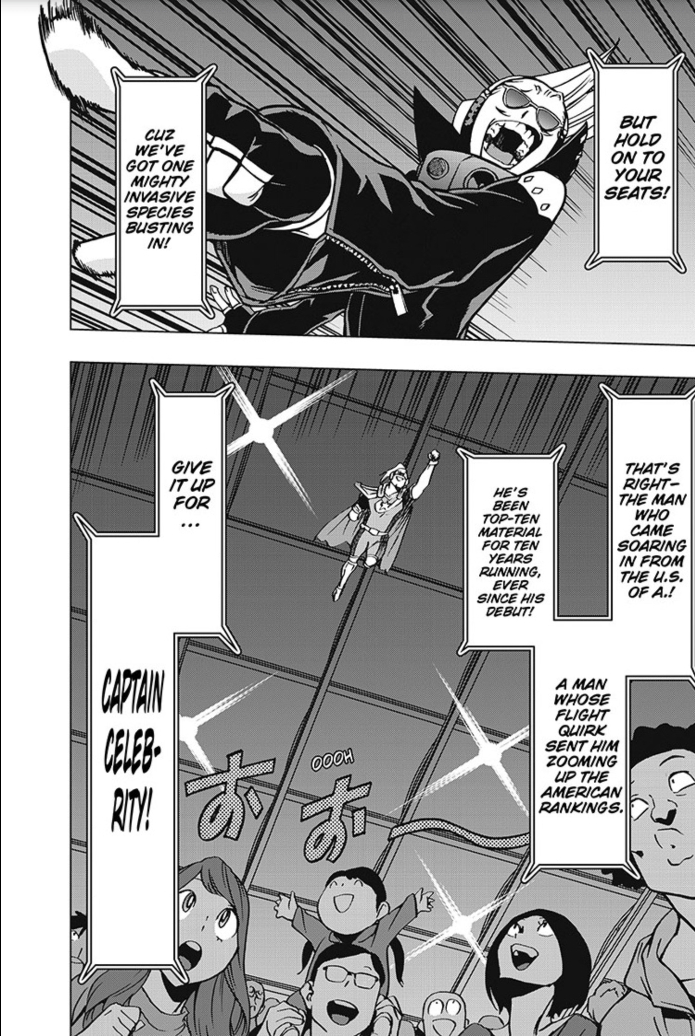 BUT
HOLD
ON TO
YOUR
SEATS!
CUZ
WE'VE
GOT ONE
MIGHTY
INVASIVE
SPECIES
BUSTING
IN!
THAT'S
RIGHT—
THE MAN
WHO
CAME
SOARING
IN FROM
THE U.S.
OF A.!
A MAN
WHOSE
FLIGHT
QUIRK
SENT HIM
ZOOMING
UP THE
AMERICAN
RANKINGS.
HE'S
BEEN
TOP-TEN
MATERIAL
FOR TEN
YEARS
RUNNING,
EVER
SINCE HIS
DEBUT!
GIVE
IT UP
FOR
...
CAPTAIN
CELEB-
RITY!
OOOH
おお〜